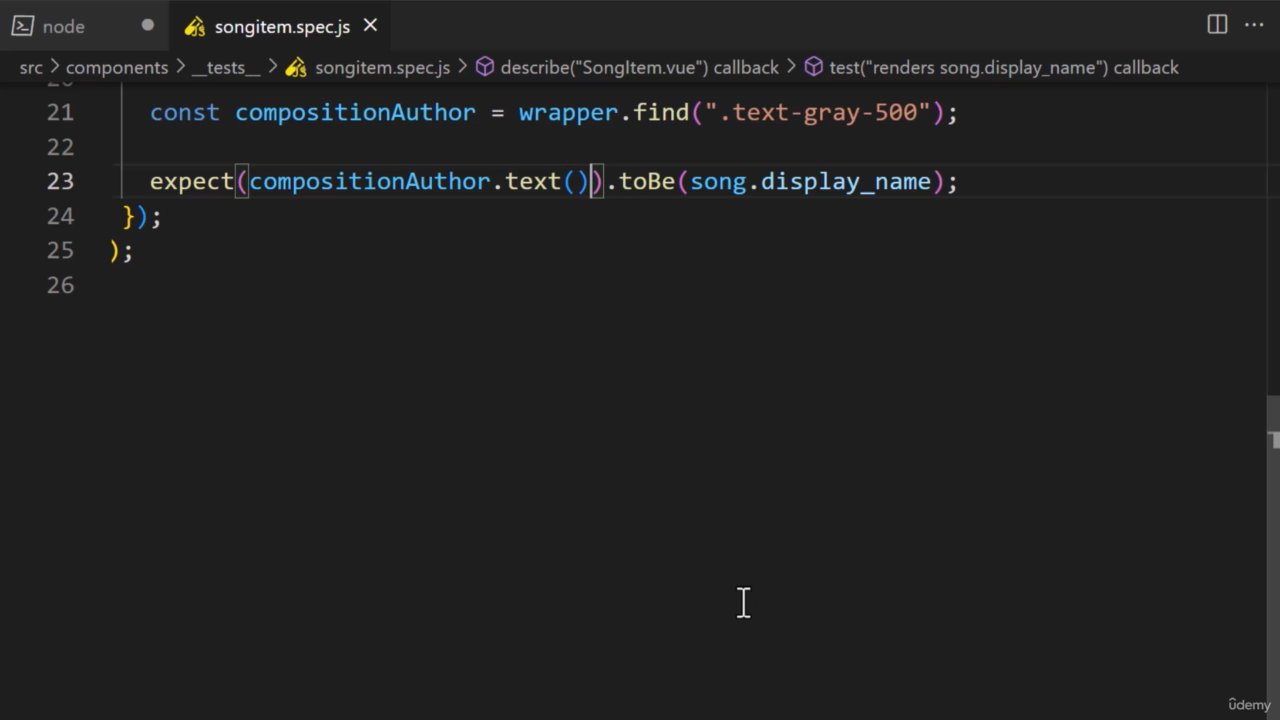 node songitem.spec.js
src components __tests__ songitem.spec.js describe("SongItem.vue") callback test("renders song.display_name") callback
21 const compositionAuthor = wrapper.find(".text-gray-500");
22
23 expect(compositionAuthor.text()).toBe(song.display_name);
24 });
25 );
26
udemy